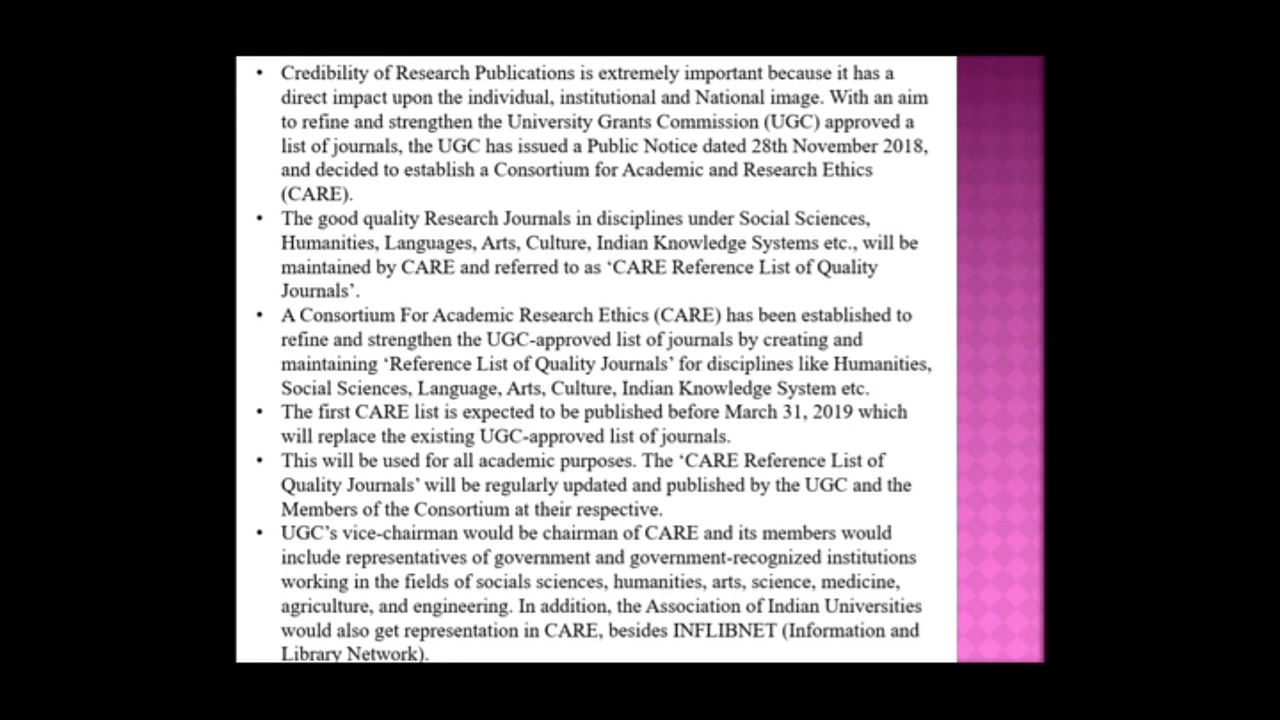 • Credibility of Research Publications is extremely important because it has a
direct impact upon the individual, institutional and National image. With an aim
to refine and strengthen the University Grants Commission (UGC) approved a
list of journals, the UGC has issued a Public Notice dated 28th November 2018,
and decided to establish a Consortium for Academic and Research Ethics
(CARE).
• The good quality Research Journals in disciplines under Social Sciences,
Humanities, Languages, Arts, Culture, Indian Knowledge Systems etc., will be
maintained by CARE and referred to as ‘CARE Reference List of Quality
Journals’.
• A Consortium For Academic Research Ethics (CARE) has been established to
refine and strengthen the UGC-approved list of journals by creating and
maintaining ‘Reference List of Quality Journals’ for disciplines like Humanities,
Social Sciences, Language, Arts, Culture, Indian Knowledge System etc.
• The first CARE list is expected to be published before March 31, 2019 which
will replace the existing UGC-approved list of journals.
• This will be used for all academic purposes. The ‘CARE Reference List of
Quality Journals’ will be regularly updated and published by the UGC and the
Members of the Consortium at their respective.
• UGC’s vice-chairman would be chairman of CARE and its members would
include representatives of government and government-recognized institutions
working in the fields of socials sciences, humanities, arts, science, medicine,
agriculture, and engineering. In addition, the Association of Indian Universities
would also get representation in CARE, besides INFLIBNET (Information and
Library Network).